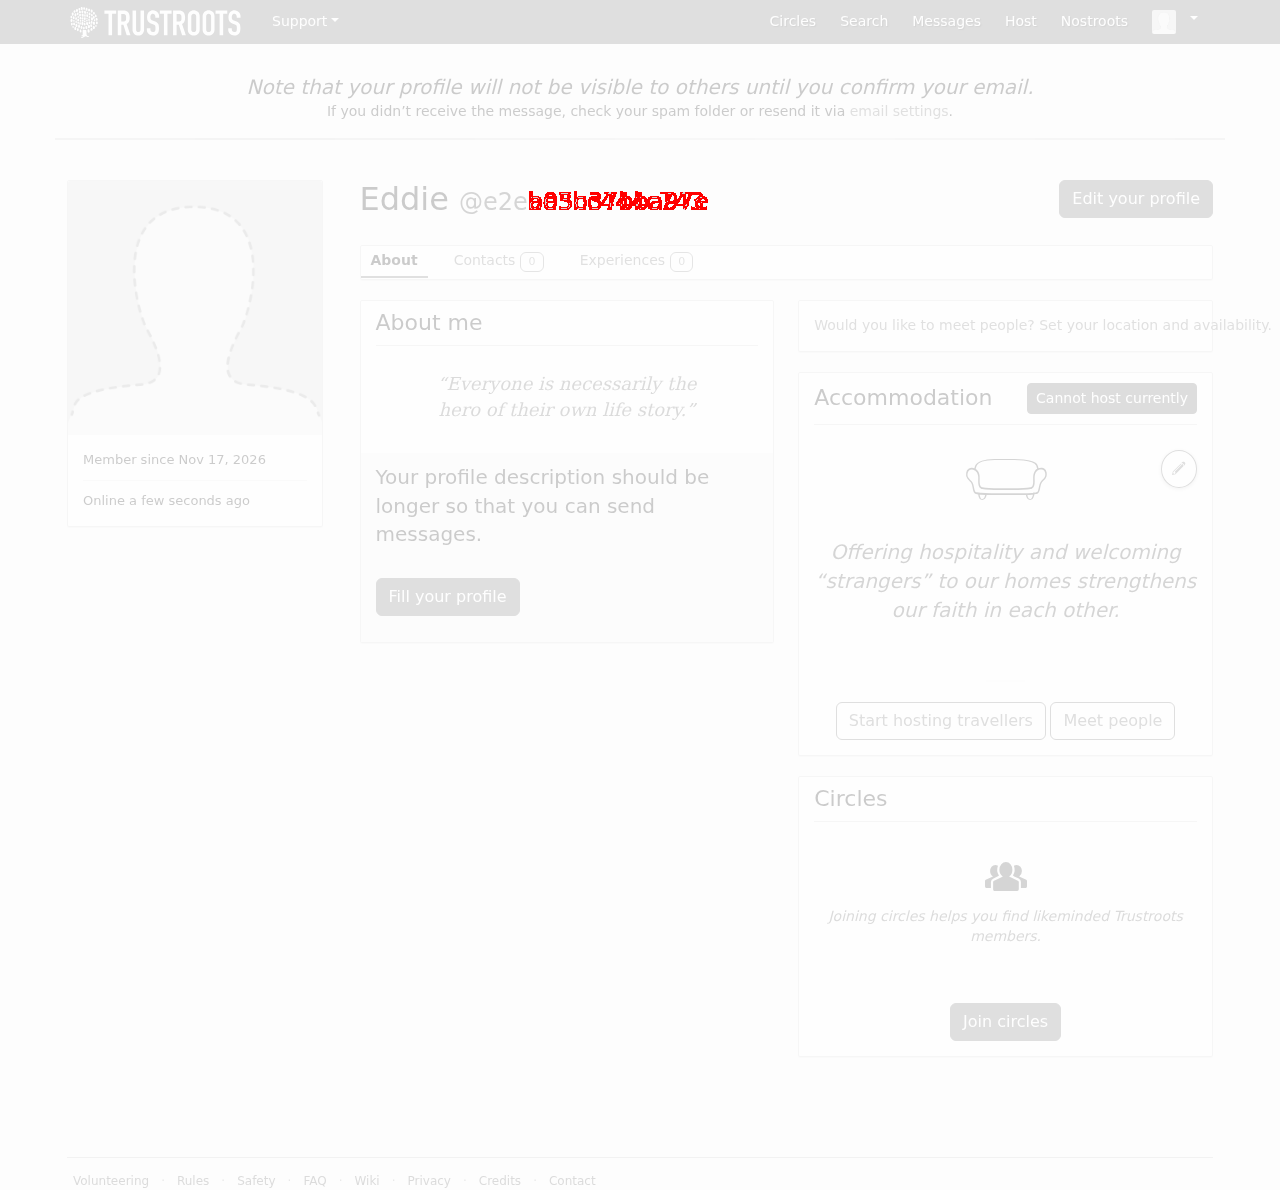 TRUSTROOTS Support Circles Search Messages Host Nostroots
Note that your profile will not be visible to others until you confirm your email.
If you didn’t receive the message, check your spam folder or resend it via email settings.
Eddie @e2e
Edit your profile
About Contacts 0 Experiences 0
Member since Nov 17, 2026
Online a few seconds ago
About me
“Everyone is necessarily the
hero of their own life story.”
Your profile description should be
longer so that you can send
messages.
Fill your profile
Would you like to meet people? Set your location and availability.
Accommodation
Cannot host currently
Offering hospitality and welcoming
“strangers” to our homes strengthens
our faith in each other.
Start hosting travellers Meet people
Circles
Joining circles helps you find likeminded Trustroots
members.
Join circles
Volunteering · Rules · Safety · FAQ · Wiki · Privacy · Credits · Contact